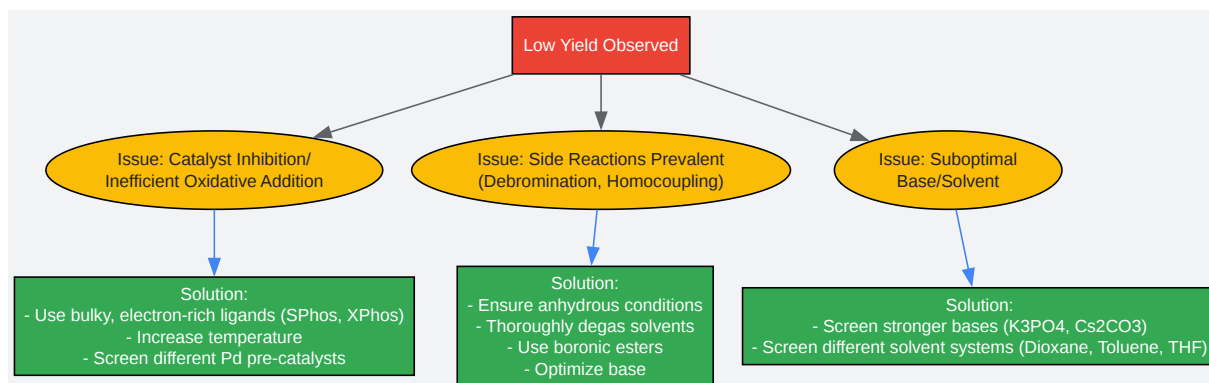 Low Yield Observed
Issue: Catalyst Inhibition/
Inefficient Oxidative Addition
Issue: Side Reactions Prevalent
(Debromination, Homocoupling)
Issue: Suboptimal
Base/Solvent
Solution:
- Use bulky, electron-rich ligands (SPhos, XPhos)
- Increase temperature
- Screen different Pd pre-catalysts
Solution:
- Ensure anhydrous conditions
- Thoroughly degas solvents
- Use boronic esters
- Optimize base
Solution:
- Screen stronger bases (K3PO4, Cs2CO3)
- Screen different solvent systems (Dioxane, Toluene, THF)